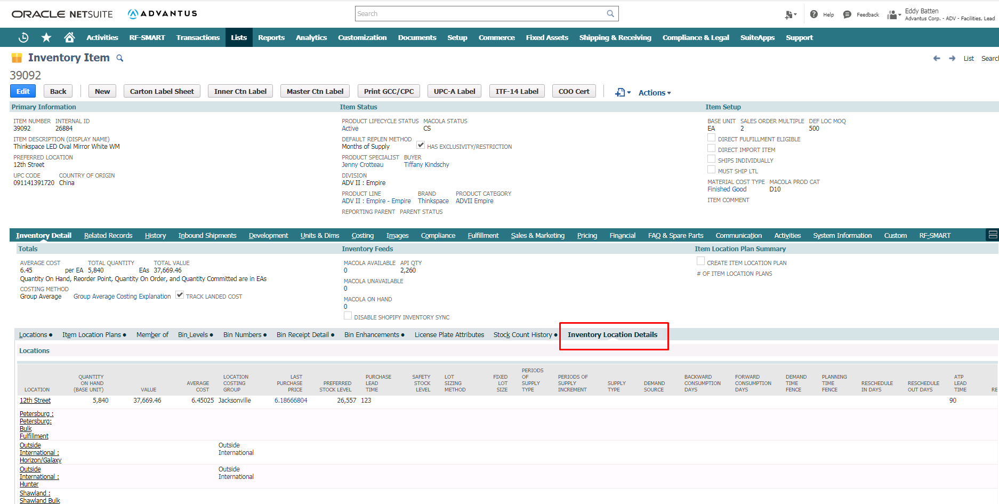 ORACLE NETSUITE ADVANTUS Search Help Feedback Eddy Batten
Advantus Corp. - ADV - Facilities, Lead
Activities RF-SMART Transactions Lists Reports Analytics Customization Documents Setup Commerce Fixed Assets Shipping & Receiving Compliance & Legal SuiteApps Support
Inventory Item List Search
39092
Edit Back New Carton Label Sheet Inner Ctn Label Master Ctn Label Print GCC/CPC UPC-A Label ITF-14 Label COO Cert Actions
Primary Information
ITEM NUMBER INTERNAL ID
39092 26884
ITEM DESCRIPTION (DISPLAY NAME)
Thinkspace LED Oval Mirror White WM
PREFERRED LOCATION
12th Street
UPC CODE COUNTRY OF ORIGIN
091141391720 China
Item Status
PRODUCT LIFECYCLE STATUS MACOLA STATUS
Active CS
DEFAULT REPLEN METHOD
Months of Supply HAS EXCLUSIVITY/RESTRICTION
PRODUCT SPECIALIST BUYER
Jenny Crotteau Tiffany Kindschy
DIVISION
ADV II : Empire
PRODUCT LINE BRAND PRODUCT CATEGORY
ADV II : Empire - Empire Thinkspace ADVII Empire
REPORTING PARENT PARENT STATUS
Item Setup
BASE UNIT SALES ORDER MULTIPLE DEF LOC MOQ
EA 2 500
DIRECT FULFILLMENT ELIGIBLE
DIRECT IMPORT ITEM
SHIPS INDIVIDUALLY
MUST SHIP LTL
MATERIAL COST TYPE MACOLA PROD CAT
Finished Good D10
ITEM COMMENT
Inventory Detail Related Records History Inbound Shipments Development Units & Dims Costing Images Compliance Fulfillment Sales & Marketing Pricing Financial FAQ & Spare Parts Communication Activities System Information Custom RF-SMART
Totals
AVERAGE COST TOTAL QUANTITY TOTAL VALUE
6.45 per EA 5,840 EAs 37,669.46
Quantity On Hand, Reorder Point, Quantity On Order, and Quantity Committed are in EAs
COSTING METHOD
Group Average Group Average Costing Explanation TRACK LANDED COST
Inventory Feeds
MACOLA AVAILABLE API QTY
0 2,260
MACOLA UNAVAILABLE
0
MACOLA ON HAND
0
DISABLE SHOPIFY INVENTORY SYNC
Item Location Plan Summary
CREATE ITEM LOCATION PLAN
# OF ITEM LOCATION PLANS
Locations • Item Location Plans • Member of Bin Levels • Bin Numbers • Bin Receipt Detail • Bin Enhancements • License Plate Attributes Stock Count History • Inventory Location Details
Locations
LOCATION QUANTITY ON HAND (BASE UNIT) VALUE AVERAGE COST LOCATION COSTING GROUP LAST PURCHASE PRICE PREFERRED STOCK LEVEL PURCHASE LEAD TIME SAFETY STOCK LEVEL LOT SIZING METHOD FIXED LOT SIZE PERIODS OF SUPPLY TYPE PERIODS OF SUPPLY INCREMENT SUPPLY TYPE DEMAND SOURCE BACKWARD CONSUMPTION DAYS FORWARD CONSUMPTION DAYS DEMAND TIME FENCE PLANNING TIME FENCE RESCHEDULE IN DAYS RESCHEDULE OUT DAYS ATP LEAD TIME RE
12th Street 5,840 37,669.46 6.45025 Jacksonville 6.18666804 26,557 123 90
Petersburg :
Petersburg:
Bulk
Fulfillment
Outside Outside
International : International
Horizon/Galaxy
Outside Outside
International : International
Hunter
Shawland :
Shawland Bulk